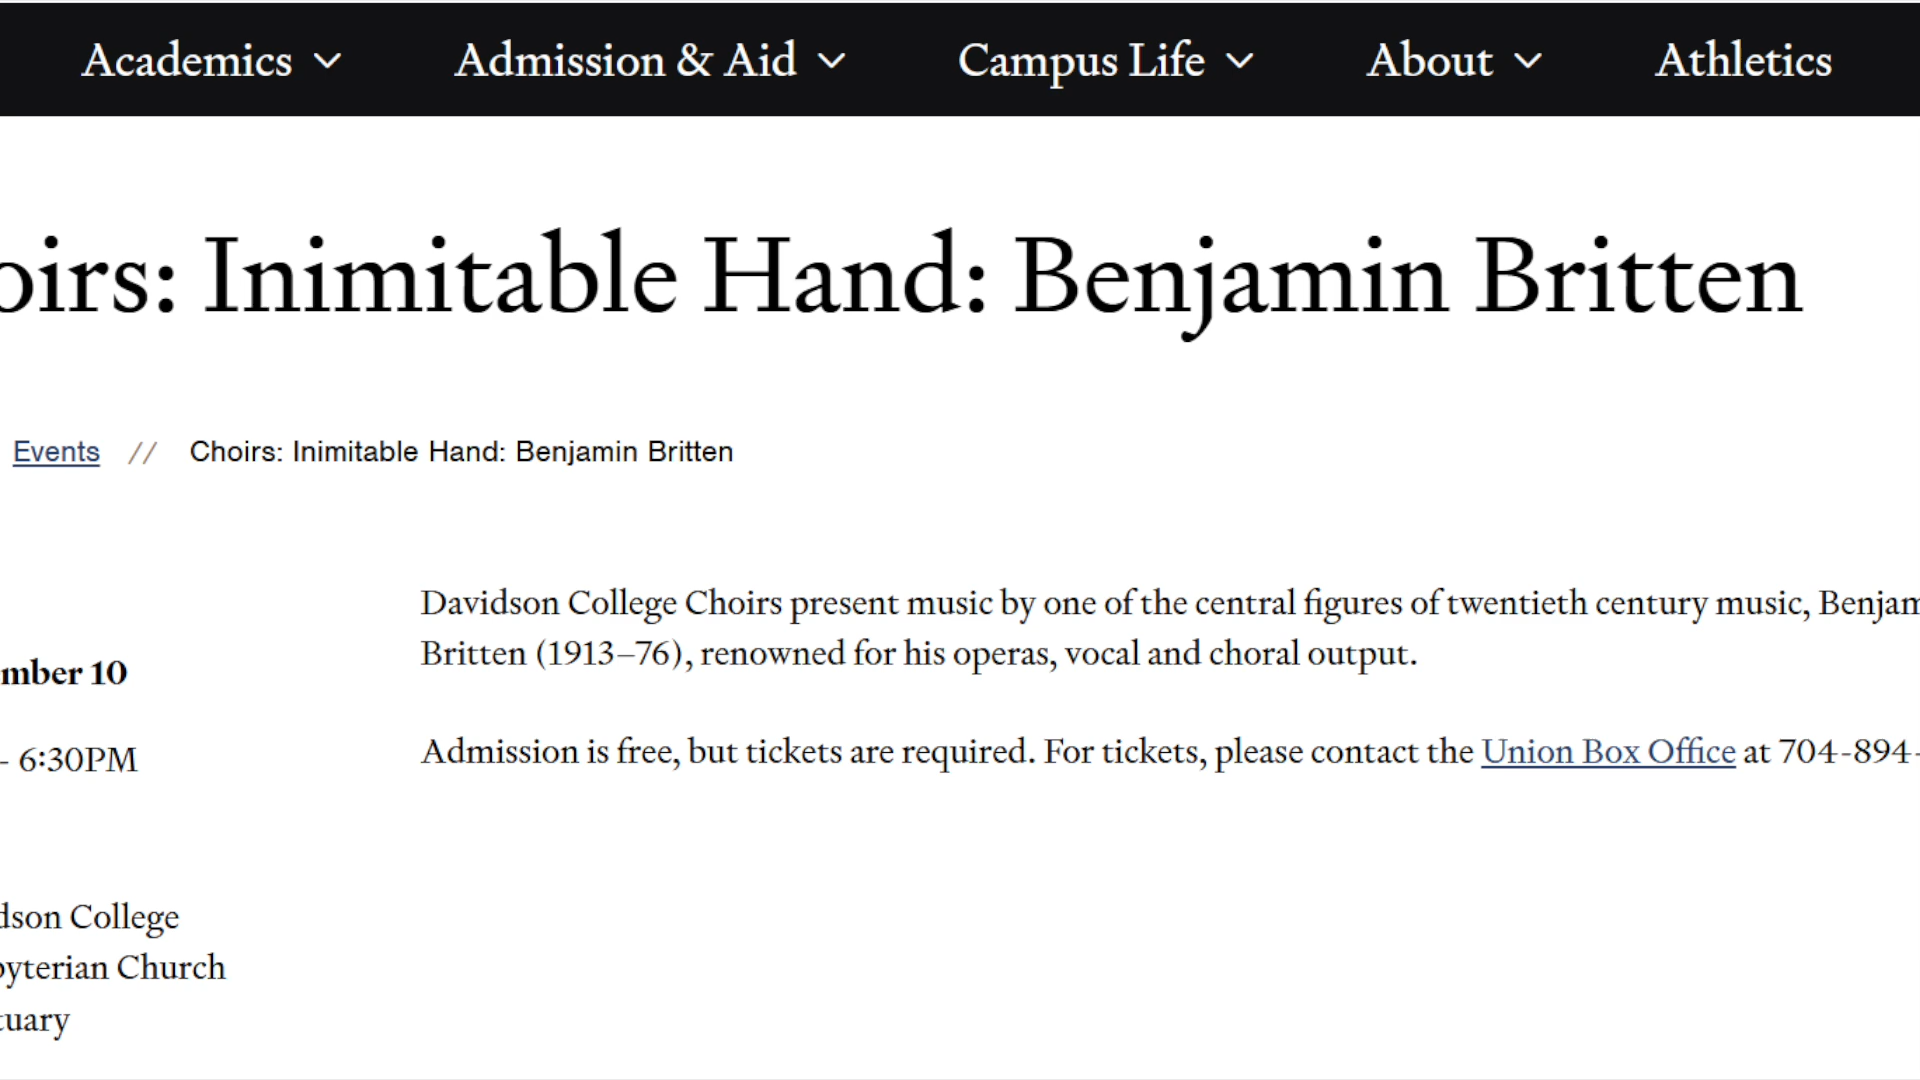 Academics Admission & Aid Campus Life About Athletics
oirs: Inimitable Hand: Benjamin Britten
Events // Choirs: Inimitable Hand: Benjamin Britten
Davidson College Choirs present music by one of the central figures of twentieth century music, Benjam
Britten (1913–76), renowned for his operas, vocal and choral output.
mber 10
- 6:30PM
Admission is free, but tickets are required. For tickets, please contact the Union Box Office at 704-894-
dson College
byterian Church
tuary